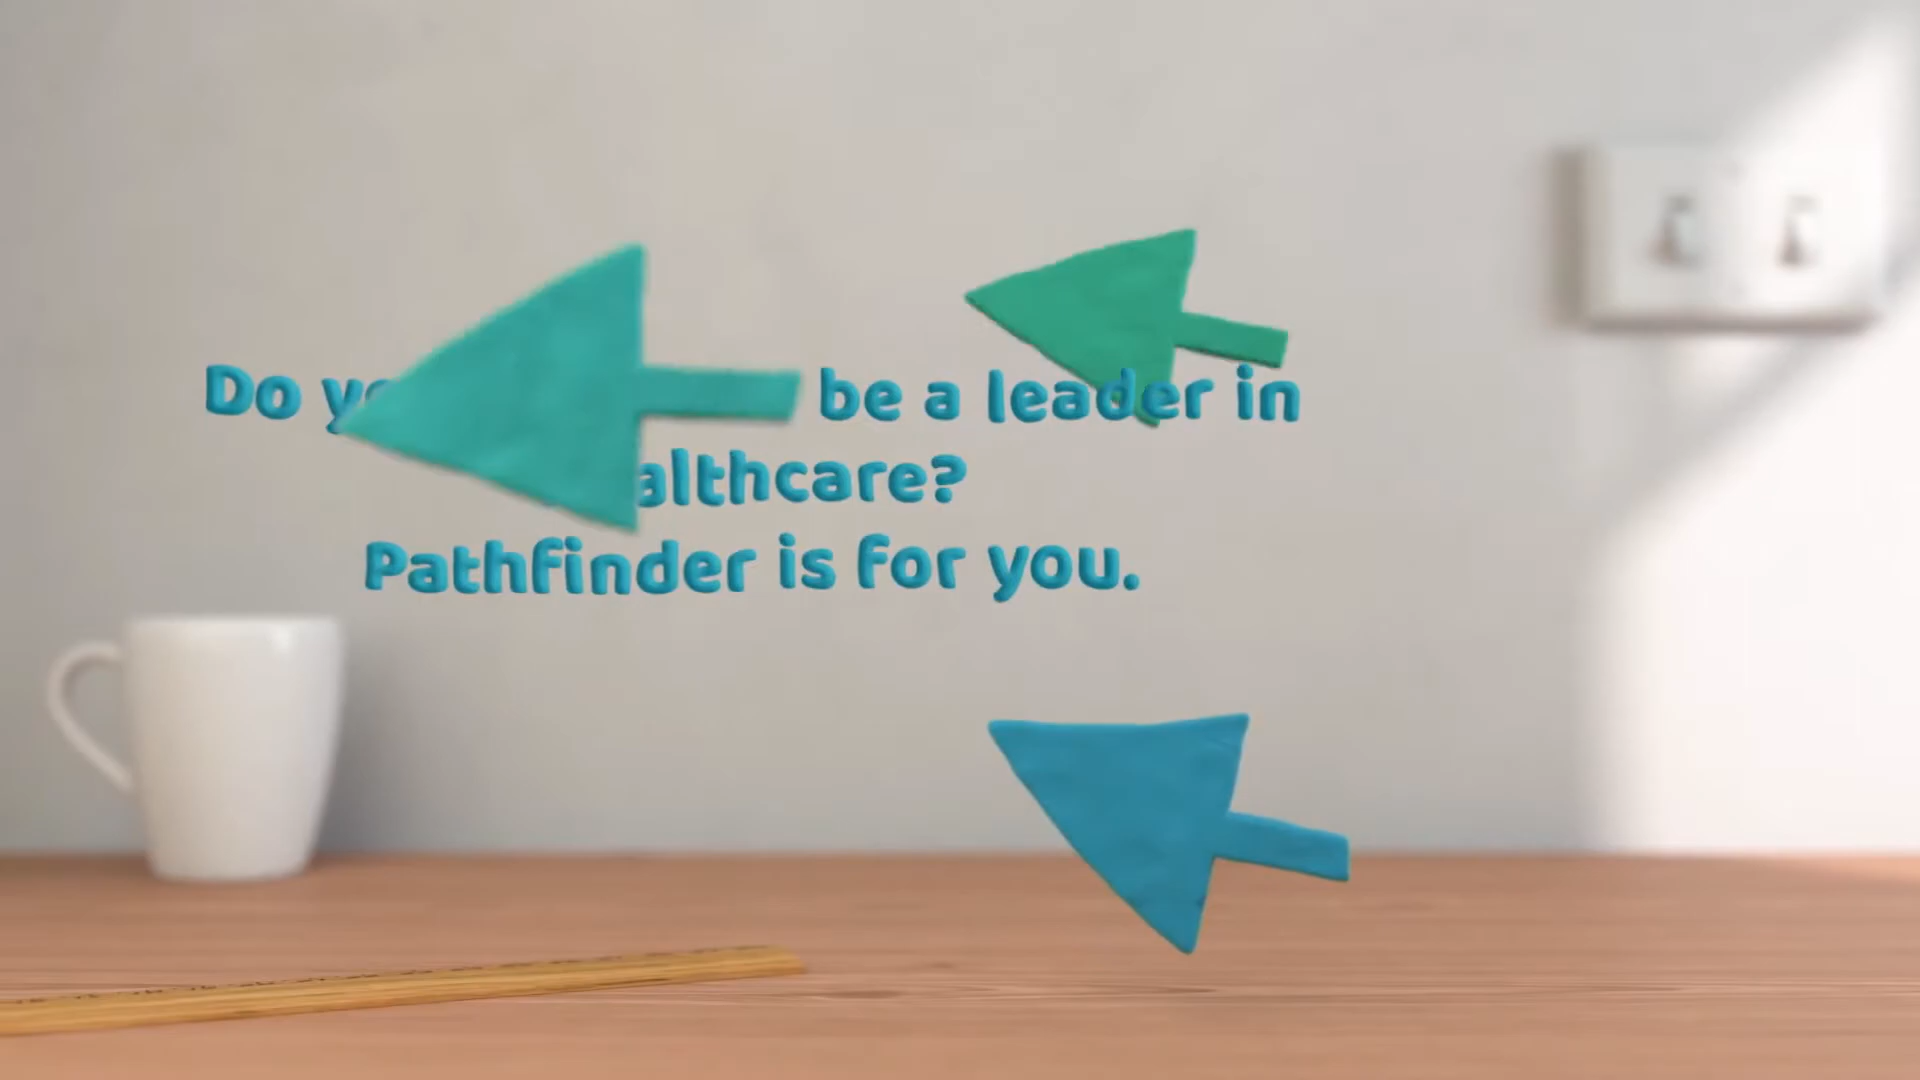 Do be a leader in
althcare?
Pathfinder is for you.